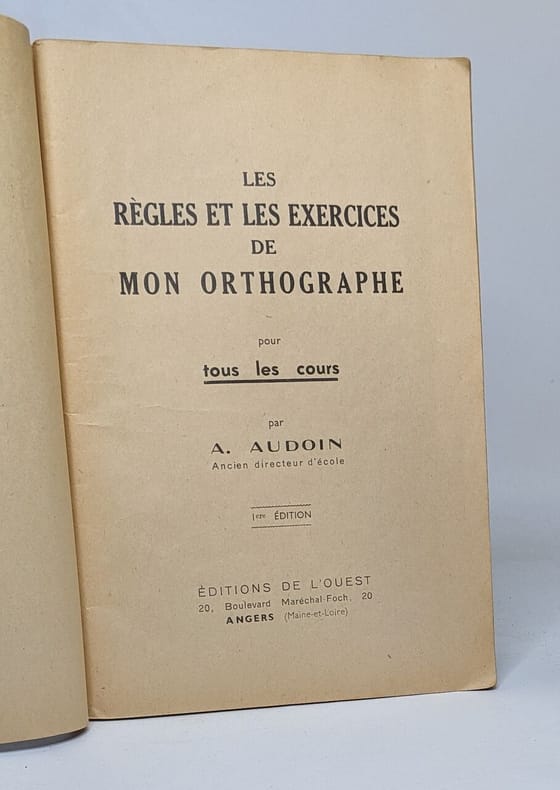 LES
RÈGLES ET LES EXERCICES
DE
MON ORTHOGRAPHE
pour
tous les cours
par
A. AUDOIN
Ancien directeur d'école
1ere ÉDITION
ÉDITIONS DE L'OUEST
20, Boulevard Maréchal-Foch, 20
ANGERS (Maine-et-Loire)